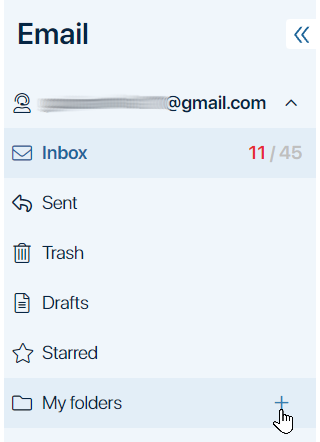 Email
@gmail.com
Inbox 11 / 45
Sent
Trash
Drafts
Starred
My folders